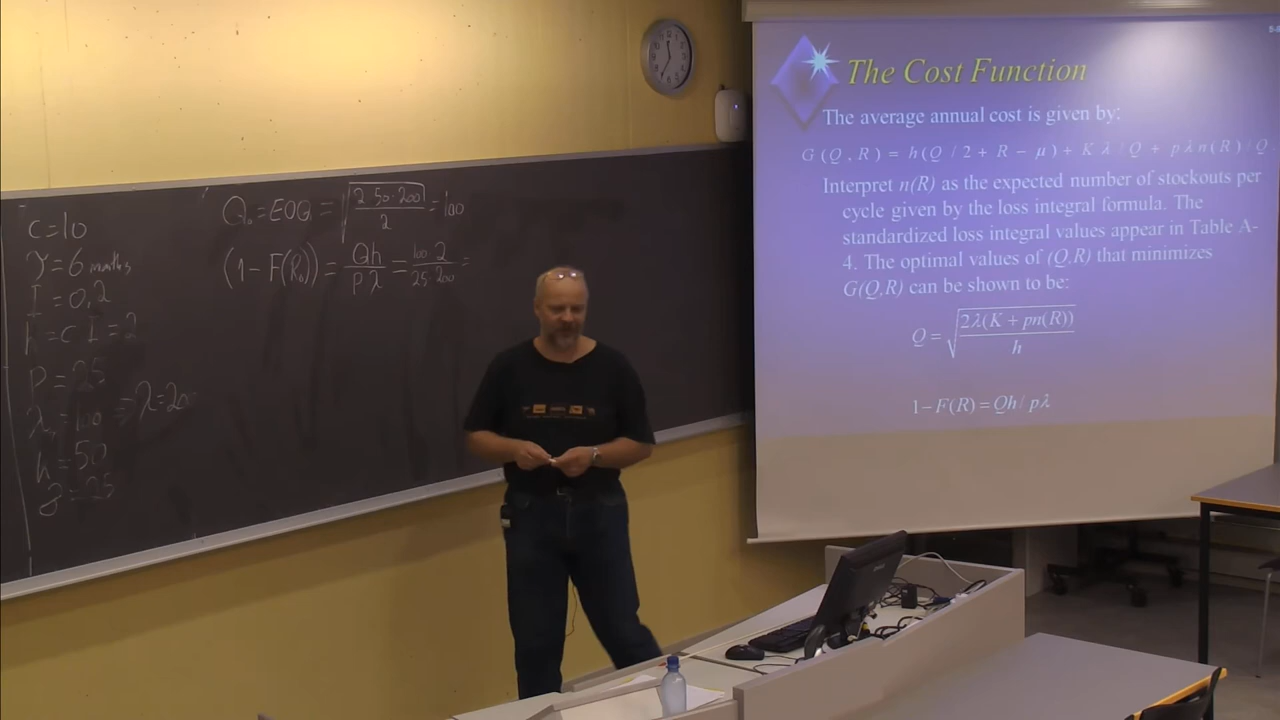 c=10
γ=6 months
I=0,2
h=c I=2
p=25
=100 → λ=200
=50
=25
Q₀=EOQ=√(2·50·200/2)=100
(1-F(R₀))=Qh/pλ=100·2/25·200=
The Cost Function
The average annual cost is given by:
G(Q,R)=h(Q/2+R-μ)+Kλ/Q+pλn(R)/Q.
Interpret n(R) as the expected number of stockouts per
cycle given by the loss integral formula. The
standardized loss integral values appear in Table A-
4. The optimal values of (Q,R) that minimizes
G(Q,R) can be shown to be:
Q=√(2λ(K+pn(R))/h)
1-F(R)=Qh/pλ